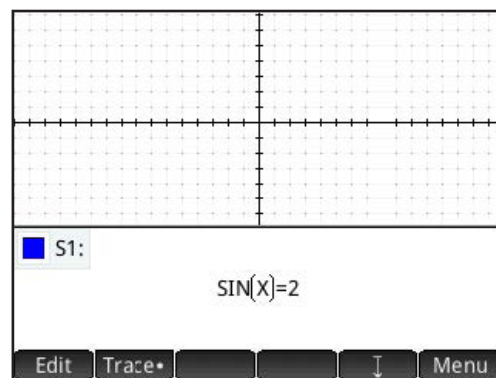 S1:
SIN(X)=2
Edit Trace• Menu